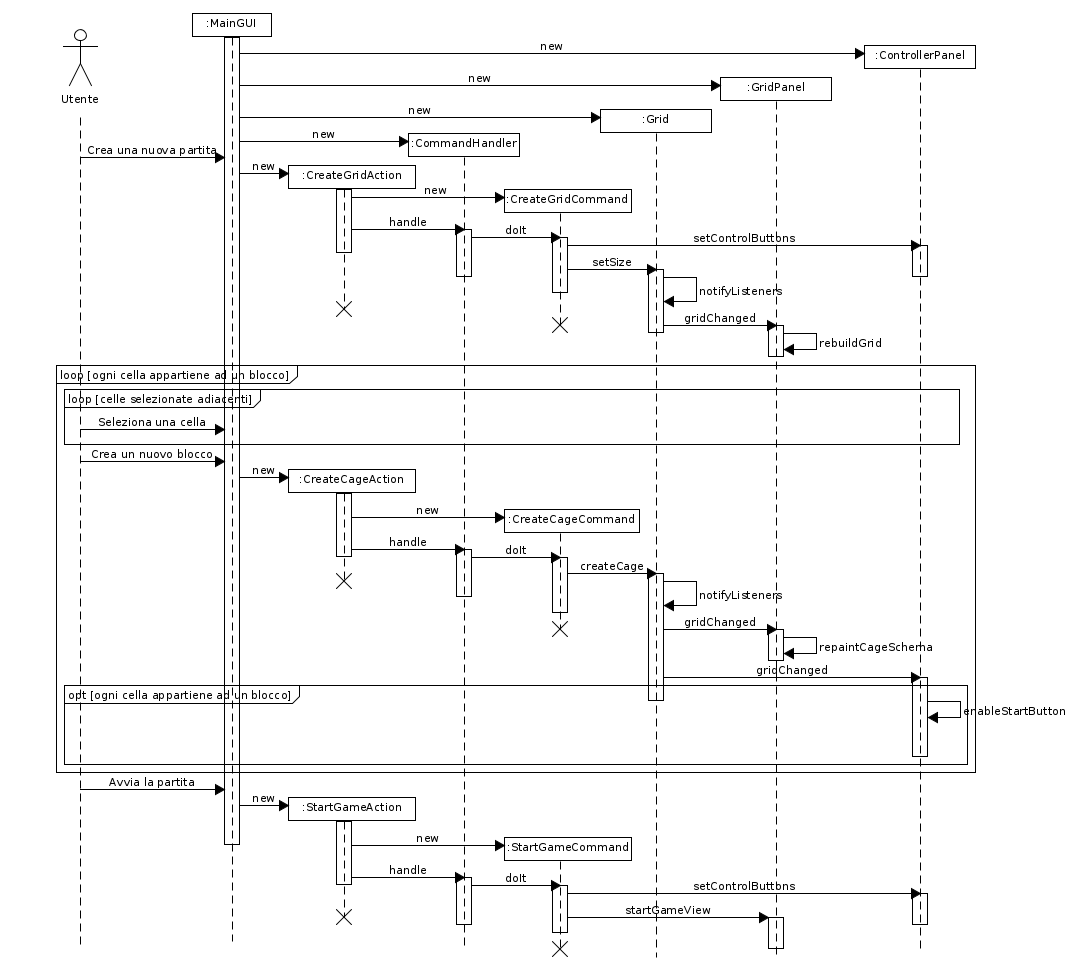 :MainGUI
new
:ControllerPanel
Utente
new
:GridPanel
new
:Grid
new
:CommandHandler
Crea una nuova partita
new
:CreateGridAction
new
:CreateGridCommand
handle
doIt
setControlButtons
setSize
notifyListeners
gridChanged
rebuildGrid
loop [ogni cella appartiene ad un blocco]
loop [celle selezionate adiacenti]
Seleziona una cella
Crea un nuovo blocco
new
:CreateCageAction
new
:CreateCageCommand
handle
doIt
createCage
notifyListeners
gridChanged
repaintCageSchema
gridChanged
opt [ogni cella appartiene ad un blocco]
enableStartButton
Avvia la partita
new
:StartGameAction
new
:StartGameCommand
handle
doIt
setControlButtons
startGameView